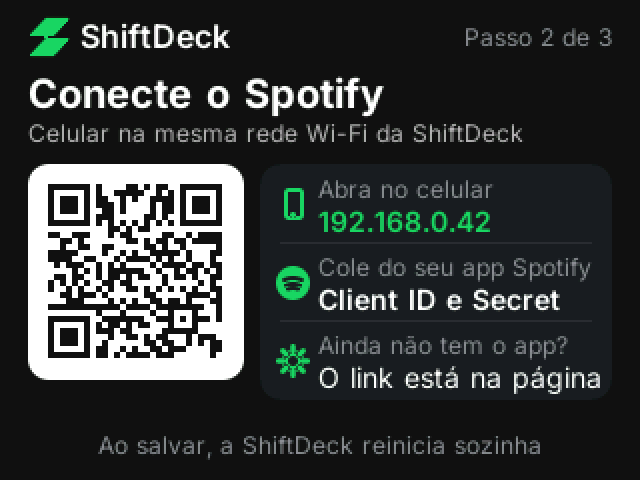 ShiftDeck
Passo 2 de 3
Conecte o Spotify
Celular na mesma rede Wi-Fi da ShiftDeck
Abra no celular
192.168.0.42
Cole do seu app Spotify
Client ID e Secret
Ainda não tem o app?
O link está na página
Ao salvar, a ShiftDeck reinicia sozinha